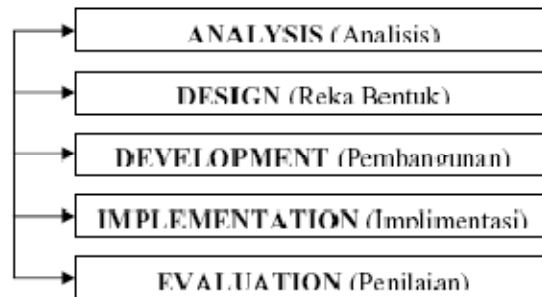 ANALYSIS (Analisis)
DESIGN (Reka Bentuk)
DEVELOPMENT (Pembangunan)
IMPLEMENTATION (Implimentasi)
EVALUATION (Penilaian)